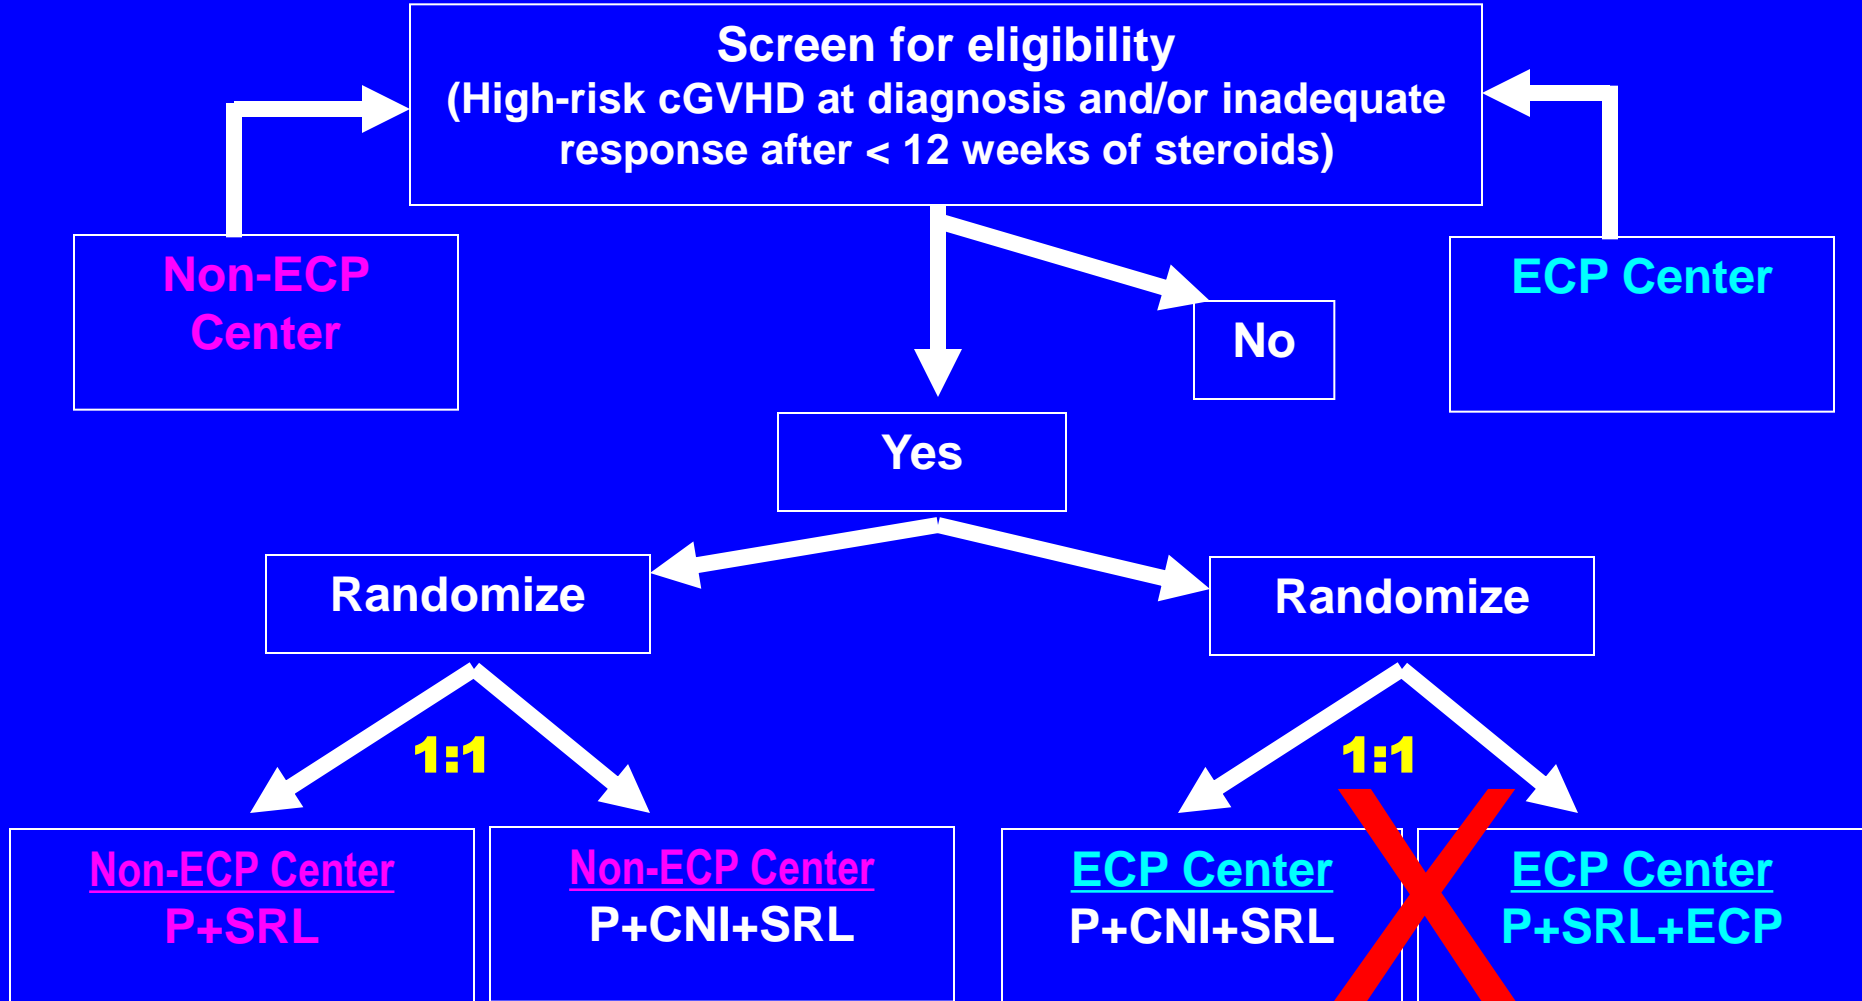 Screen for eligibility
(High-risk cGVHD at diagnosis and/or inadequate
response after < 12 weeks of steroids)
Non-ECP
Center
ECP Center
No
Yes
Randomize
Randomize
1:1
1:1
Non-ECP Center
P+SRL
Non-ECP Center
P+CNI+SRL
ECP Center
P+CNI+SRL
ECP Center
P+SRL+ECP